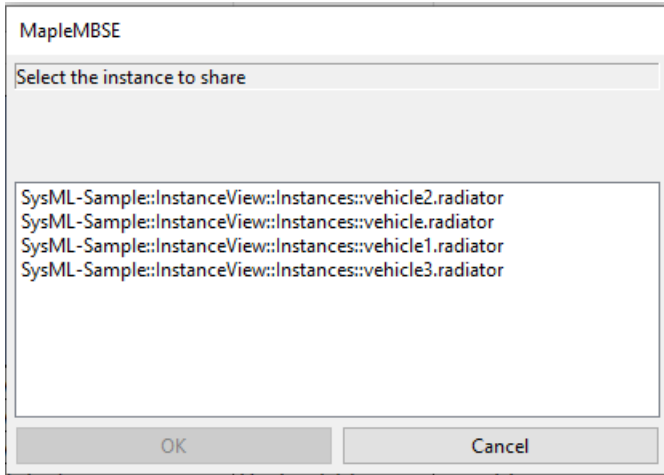 MapleMBSE
Select the instance to share
SysML-Sample::InstanceView::Instances::vehicle2.radiator
SysML-Sample::InstanceView::Instances::vehicle.radiator
SysML-Sample::InstanceView::Instances::vehicle1.radiator
SysML-Sample::InstanceView::Instances::vehicle3.radiator
OK
Cancel